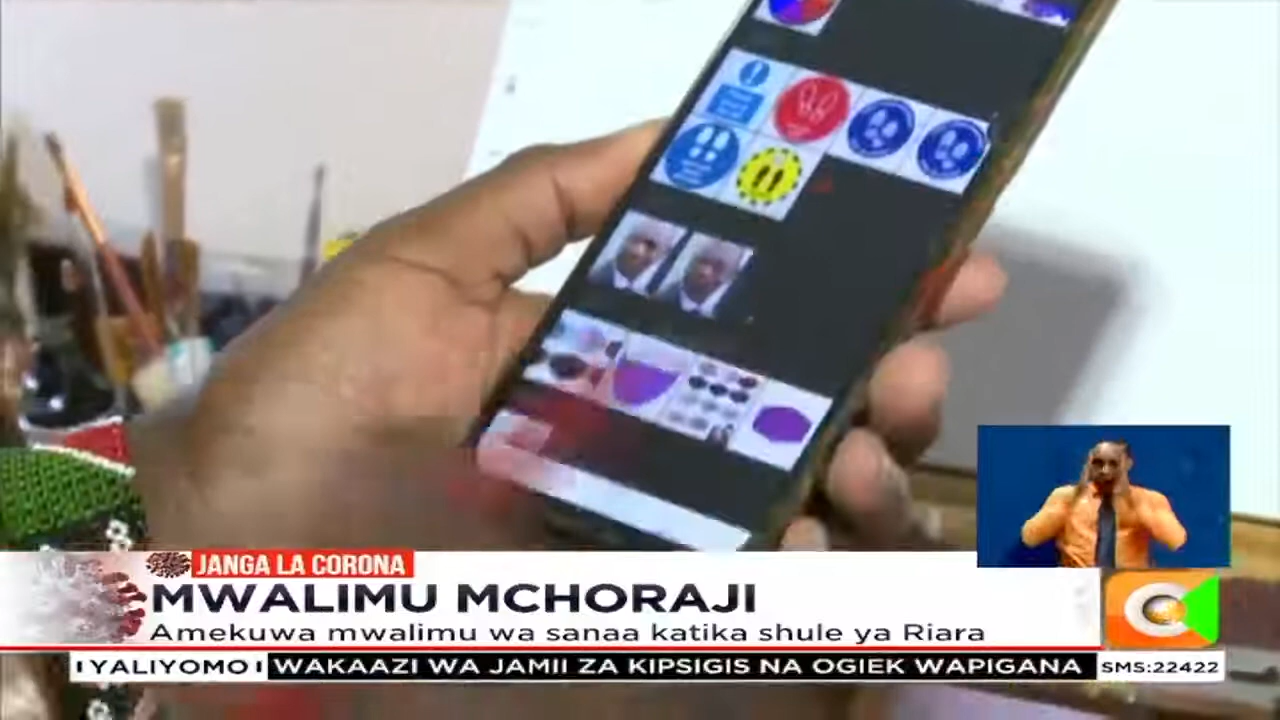 JANGA LA CORONA
MWALIMU MCHORAJI
Amekuwa mwalimu wa sanaa katika shule ya Riara
YALIYOMO WAKAAZI WA JAMII ZA KIPSIGIS NA OGIEK WAPIGANA SMS:22422